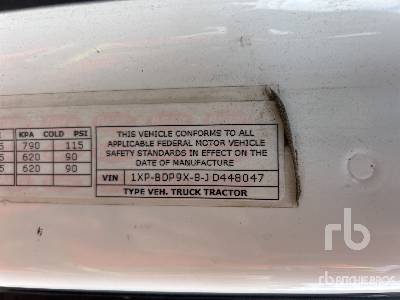 KPA COLD PSI
790 115
620 90
620 90
THIS VEHICLE CONFORMS TO ALL
APPLICABLE FEDERAL MOTOR VEHICLE
SAFETY STANDARDS IN EFFECT ON THE
DATE OF MANUFACTURE
VIN 1XP-BDP9X-8-J D448047
TYPE VEH. TRUCK TRACTOR
rb
RITCHIE BROS